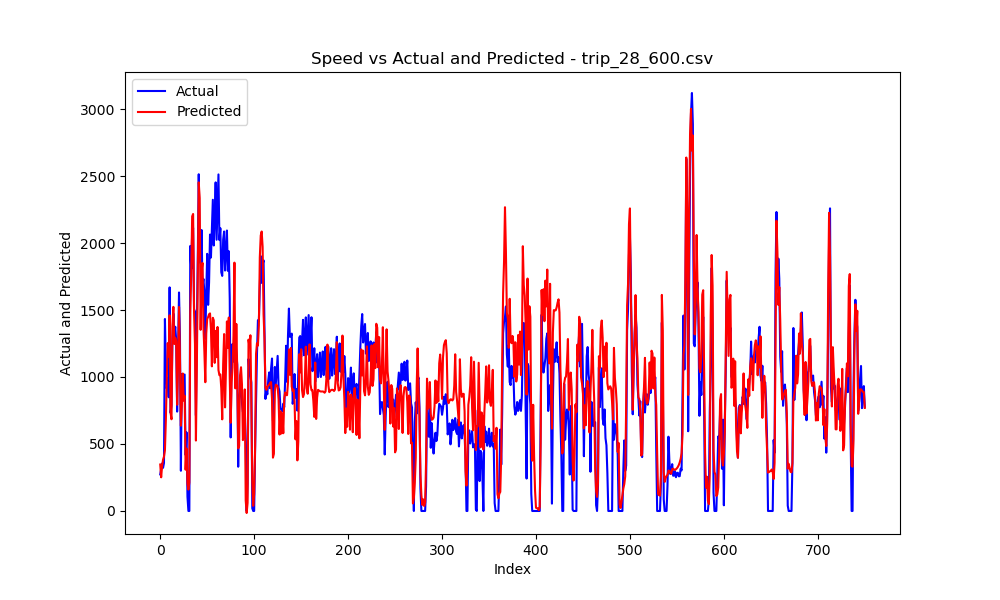 Speed vs Actual and Predicted - trip_28_600.csv
Actual
Predicted
Actual and Predicted
3000
2500
2000
1500
1000
500
0
0 100 200 300 400 500 600 700
Index